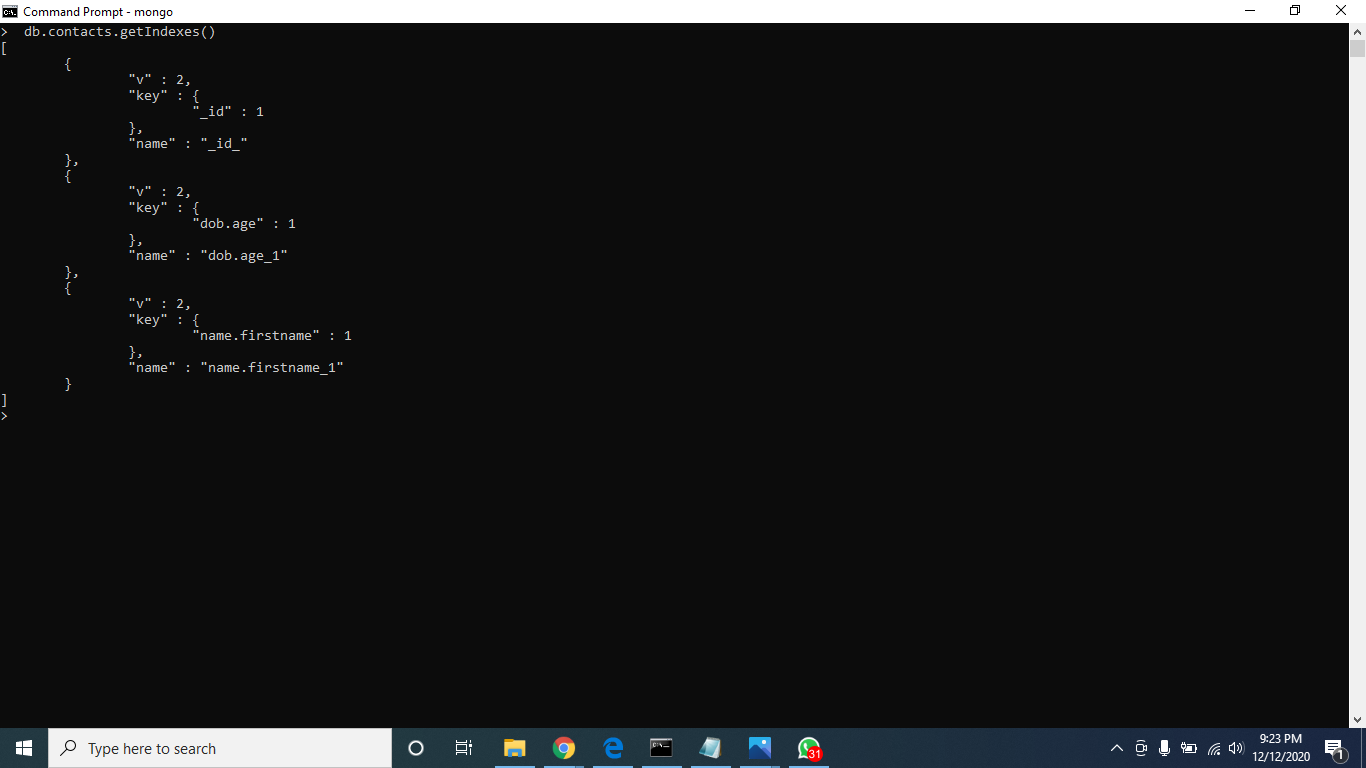 Command Prompt - mongo
>  db.contacts.getIndexes()
[
        {
                "v" : 2,
                "key" : {
                        "_id" : 1
                },
                "name" : "_id_"
        },
        {
                "v" : 2,
                "key" : {
                        "dob.age" : 1
                },
                "name" : "dob.age_1"
        },
        {
                "v" : 2,
                "key" : {
                        "name.firstname" : 1
                },
                "name" : "name.firstname_1"
        }
]
>
Type here to search
31
9:23 PM
12/12/2020
1